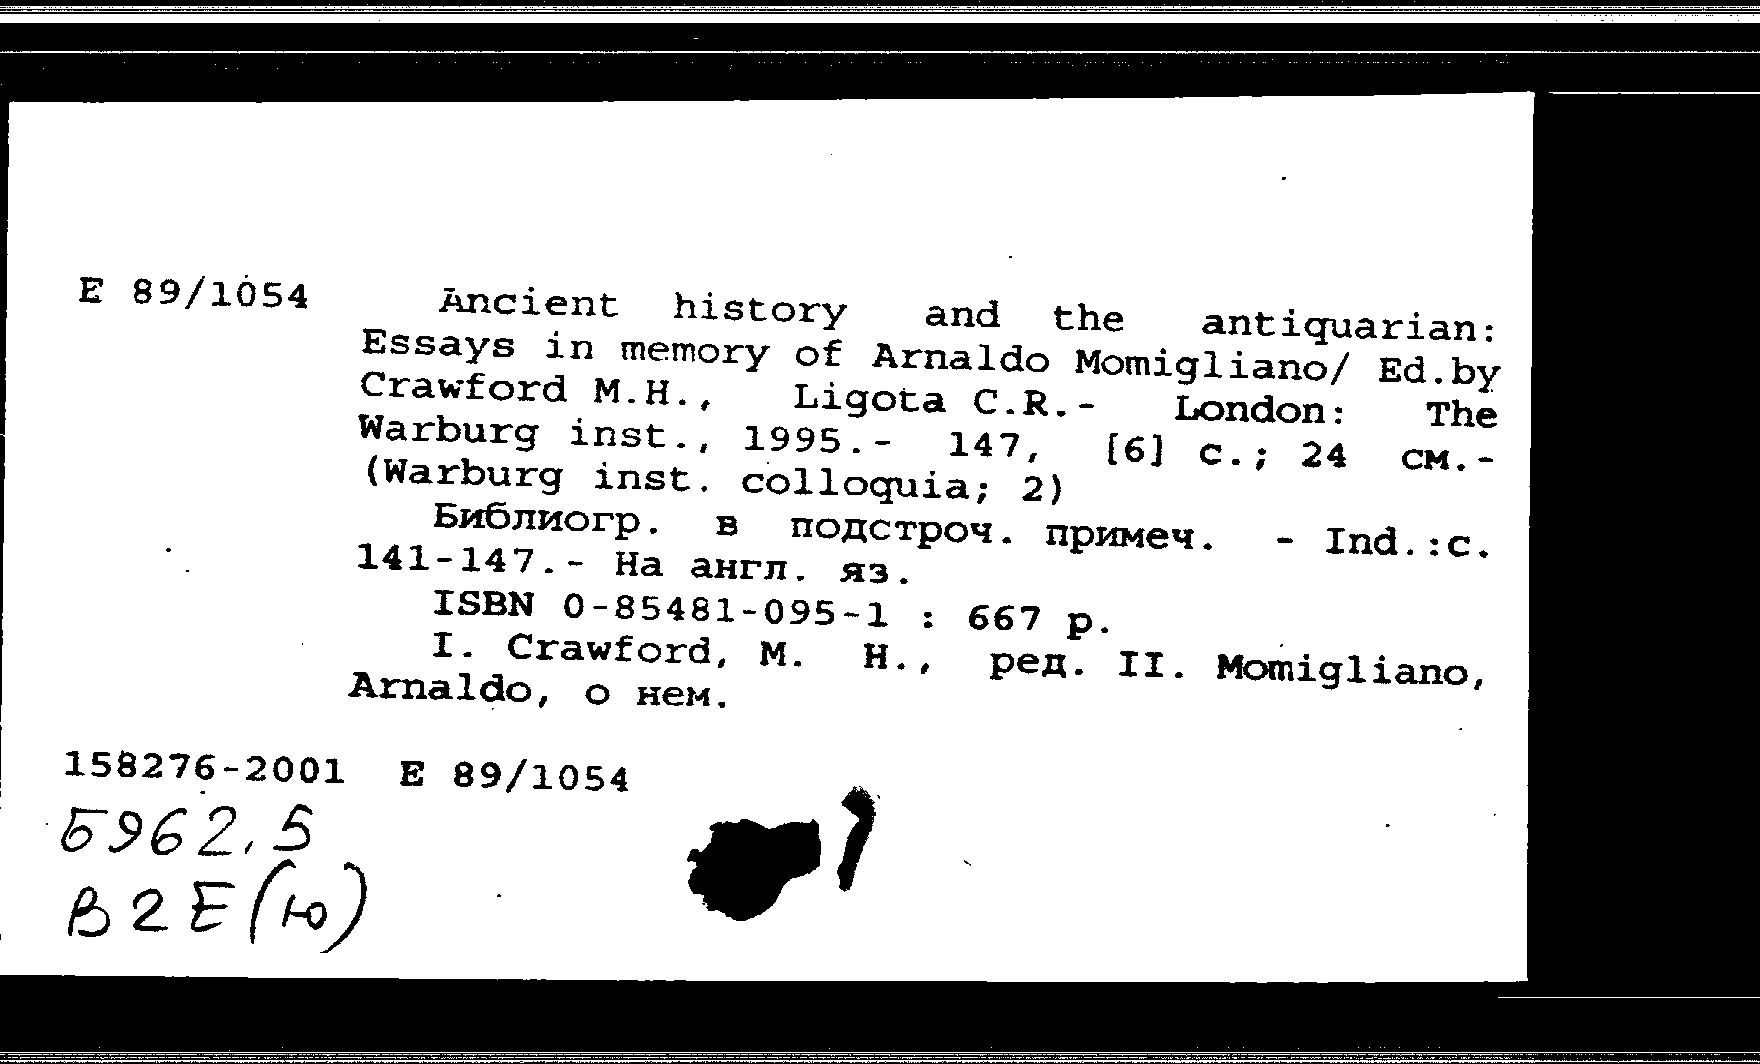 E 89/1054
Ancient history and the antiquarian:
Essays in memory of Arnaldo Momigliano/ Ed.by
Crawford M.H., Ligota C.R.- London: The
Warburg inst., 1995.- 147, [6] с.; 24 см.-
(Warburg inst. colloquia; 2)
Библиогр. в подстроч. примеч. - Ind.:с.
141-147.- На англ. яз.
ISBN 0-85481-095-1 : 667 р.
I. Crawford, M. H., ред. II. Momigliano,
Arnaldo, о нем.
158276-2001 E 89/1054
Б962.5
В2Е(Ю)